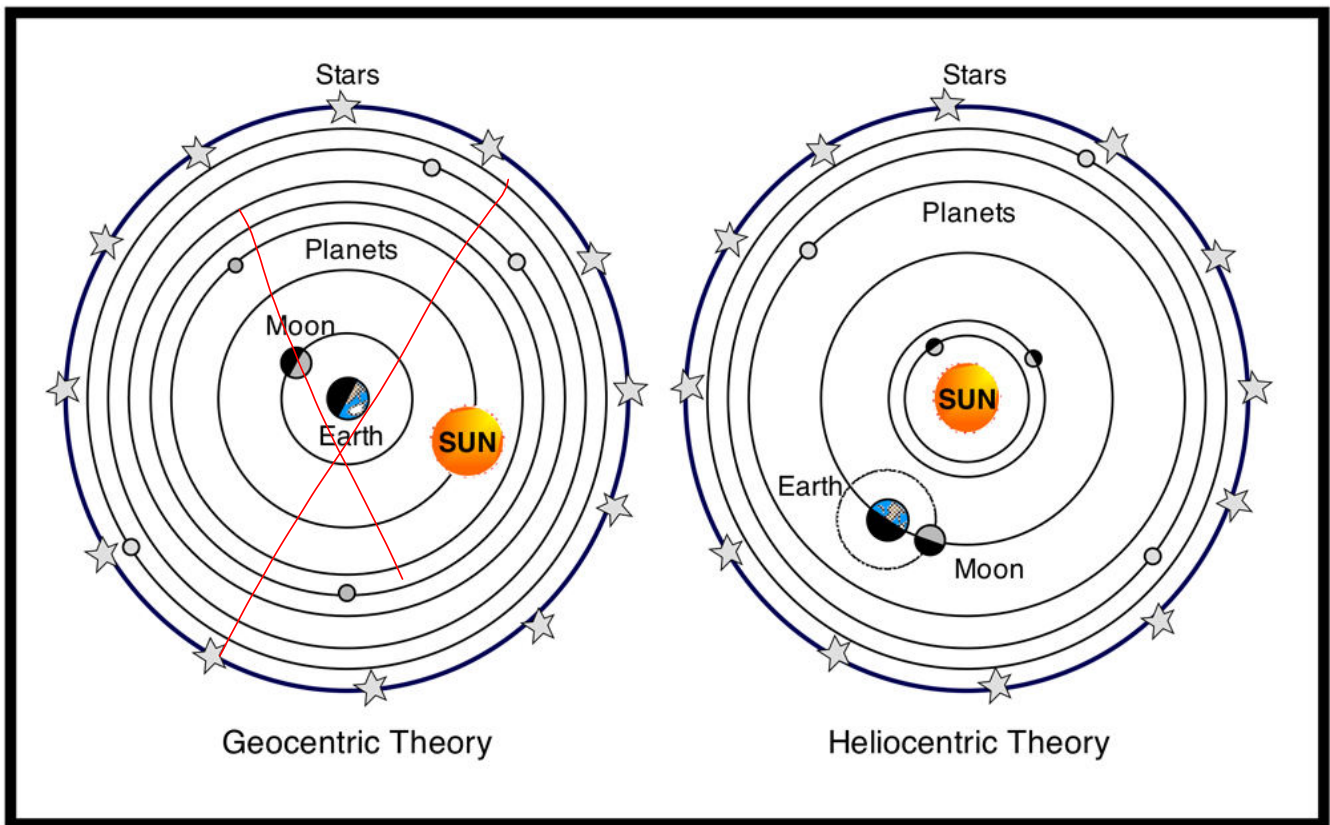 Stars
Planets
Moon
Earth
SUN
Geocentric Theory
Stars
Planets
SUN
Earth
Moon
Heliocentric Theory